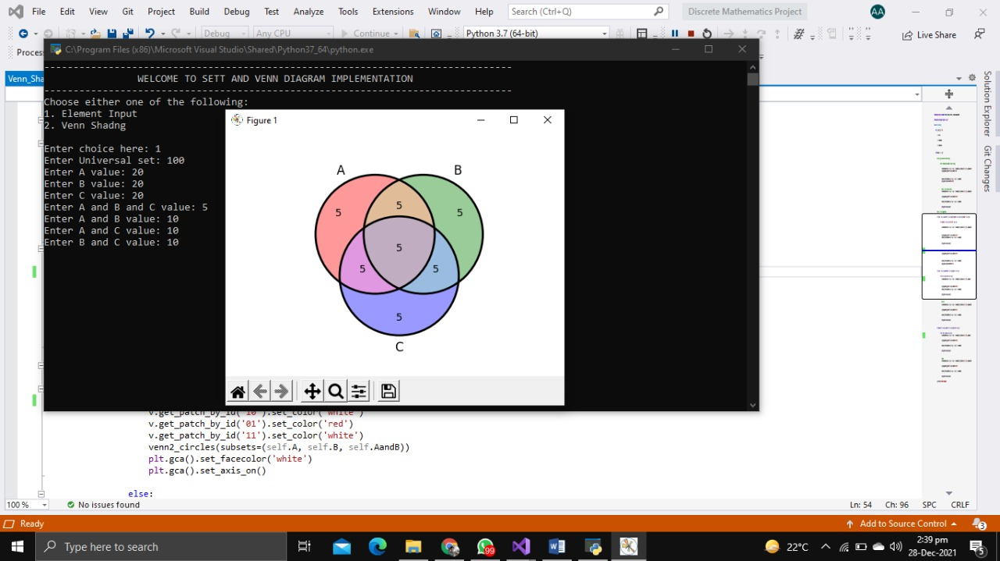 File Edit View Git Project Build Debug Test Analyze Tools Extensions Window Help Search (Ctrl+Q) Discrete Mathematics Project AA
Debug Any CPU Continue Python 3.7 (64-bit) Live Share
Proces
C:\Program Files (x86)\Microsoft Visual Studio\Shared\Python37_64\python.exe
Venn_Sha
WELCOME TO SETT AND VENN DIAGRAM IMPLEMENTATION
Choose either one of the following:
1. Element Input
2. Venn Shadng
Enter choice here: 1
Enter Universal set: 100
Enter A value: 20
Enter B value: 20
Enter C value: 20
Enter A and B and C value: 5
Enter A and B value: 10
Enter A and C value: 10
Enter B and C value: 10
Figure 1
A B
5 5
5 5
C
Solution Explorer
Git Changes
v.get_patch_by_id('10').set_color('white')
v.get_patch_by_id('01').set_color('red')
v.get_patch_by_id('11').set_color('white')
venn2_circles(subsets=(self.A, self.B, self.AandB))
plt.gca().set_facecolor('white')
plt.gca().set_axis_on()
else:
100 % No issues found Ln: 54 Ch: 96 SPC CRLF
Ready Add to Source Control 3
Type here to search 99 22°C 2:39 pm
28-Dec-2021 5